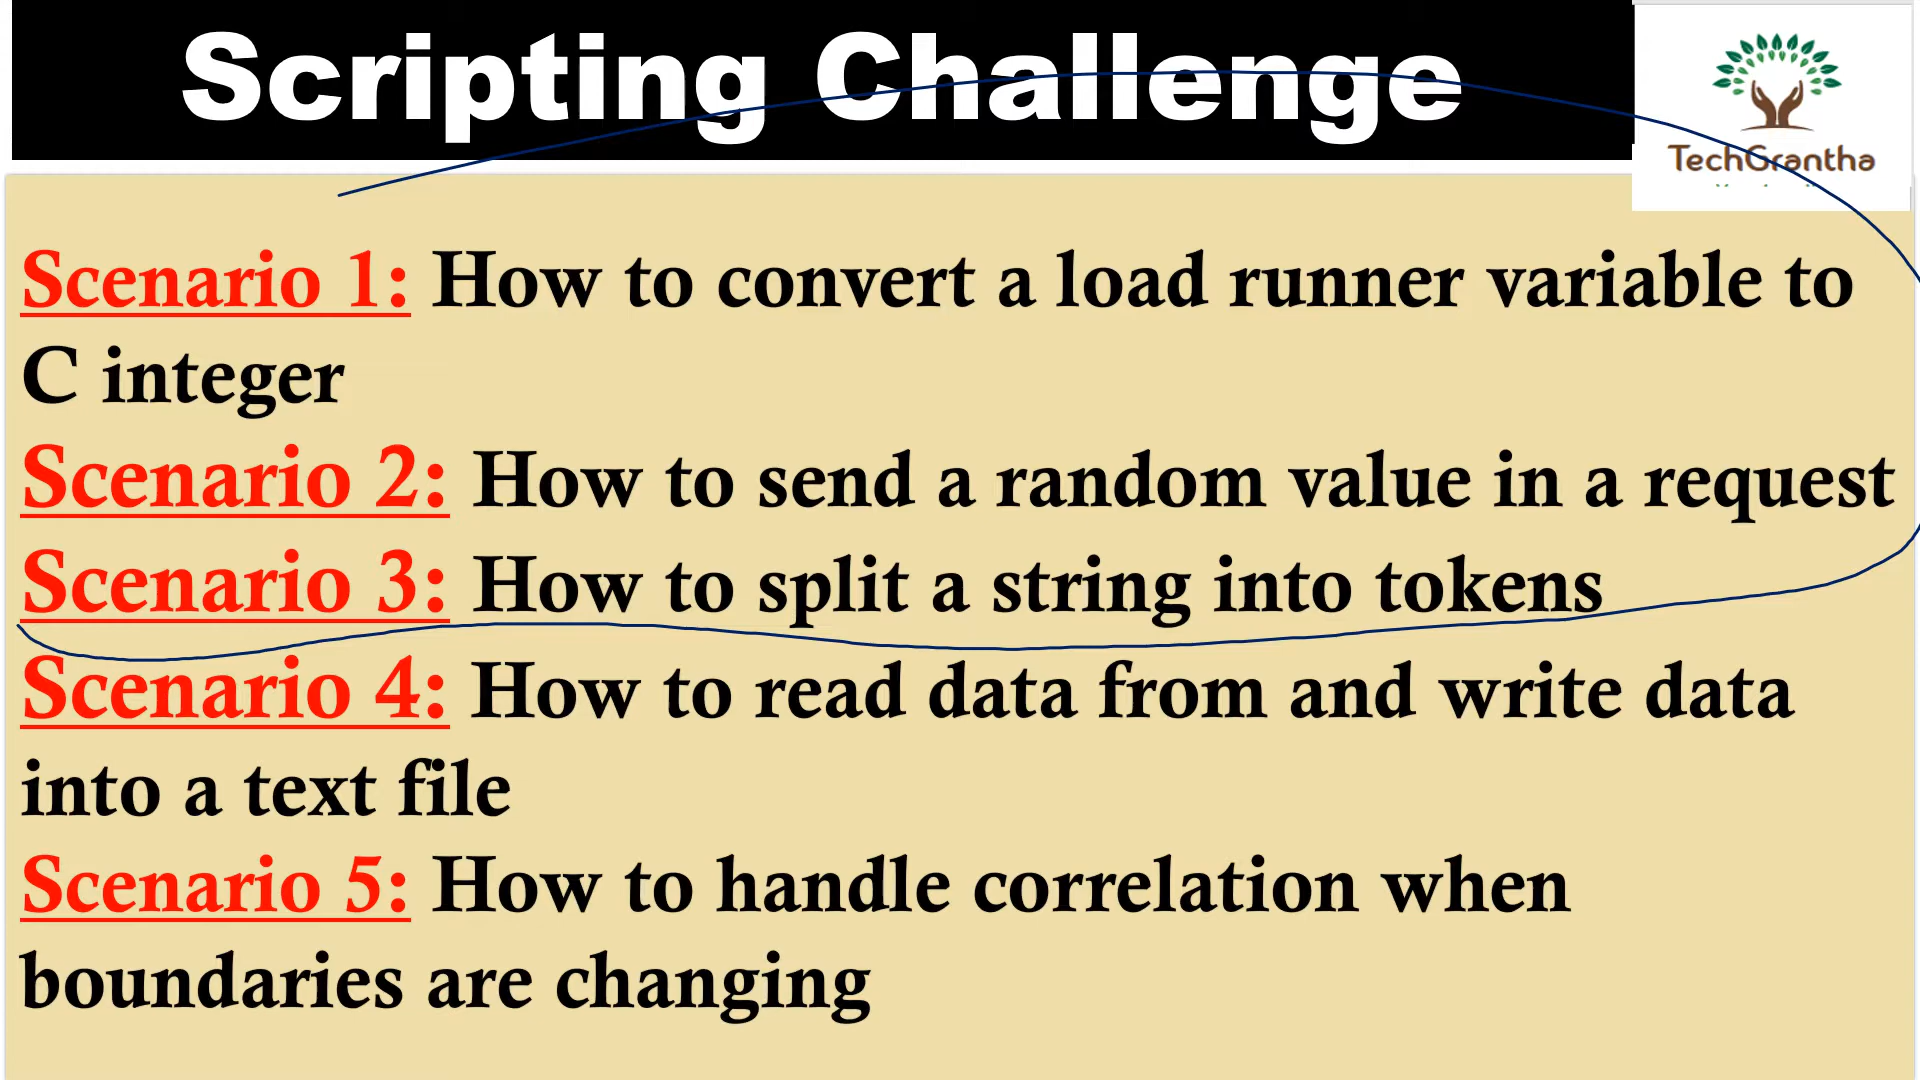 Scripting Challenge
TechGrantha
Scenario 1: How to convert a load runner variable to
C integer
Scenario 2: How to send a random value in a request
Scenario 3: How to split a string into tokens
Scenario 4: How to read data from and write data
into a text file
Scenario 5: How to handle correlation when
boundaries are changing